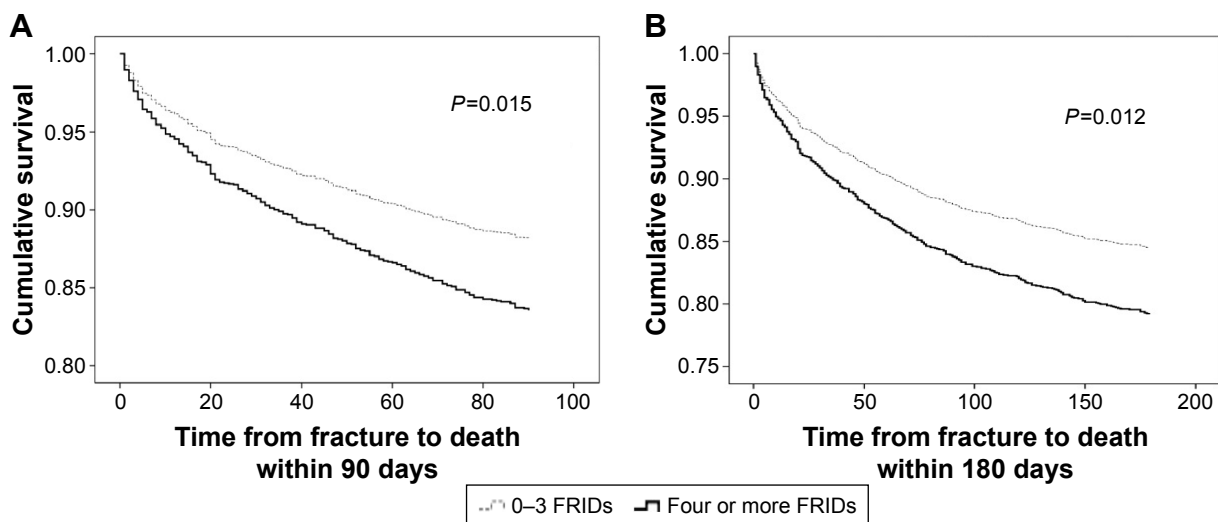 A
Cumulative survival
1.00
0.95
0.90
0.85
0.80
P=0.015
0 20 40 60 80 100
Time from fracture to death
within 90 days
B
Cumulative survival
1.00
0.95
0.90
0.85
0.80
0.75
P=0.012
0 50 100 150 200
Time from fracture to death
within 180 days
0–3 FRIDs Four or more FRIDs